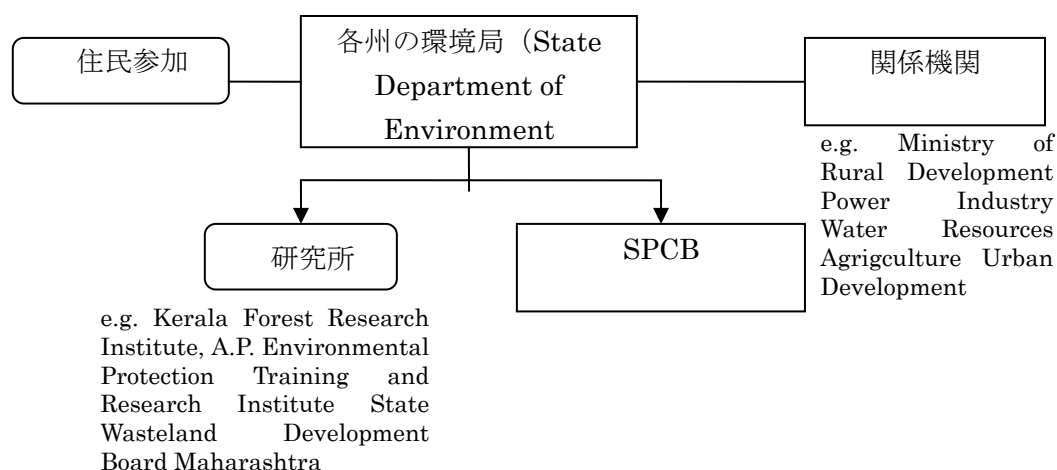 住民参加
各州の環境局（State
Department of
Environment
関係機関
e.g. Ministry of
Rural Development
Power Industry
Water Resources
Agrigculture Urban
Development
研究所
SPCB
e.g. Kerala Forest Research
Institute, A.P. Environmental
Protection Training and
Research Institute State
Wasteland Development
Board Maharashtra